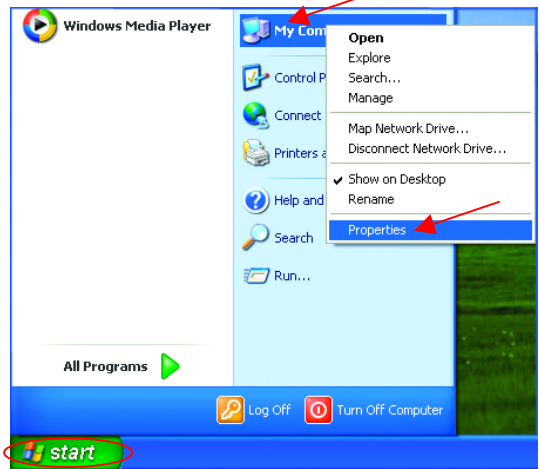 Windows Media Player
My Com
Control P
Connect
Printers a
Help and
Search
Run...
Open
Explore
Search...
Manage
Map Network Drive...
Disconnect Network Drive...
Show on Desktop
Rename
Properties
All Programs
Log Off
Turn Off Computer
start